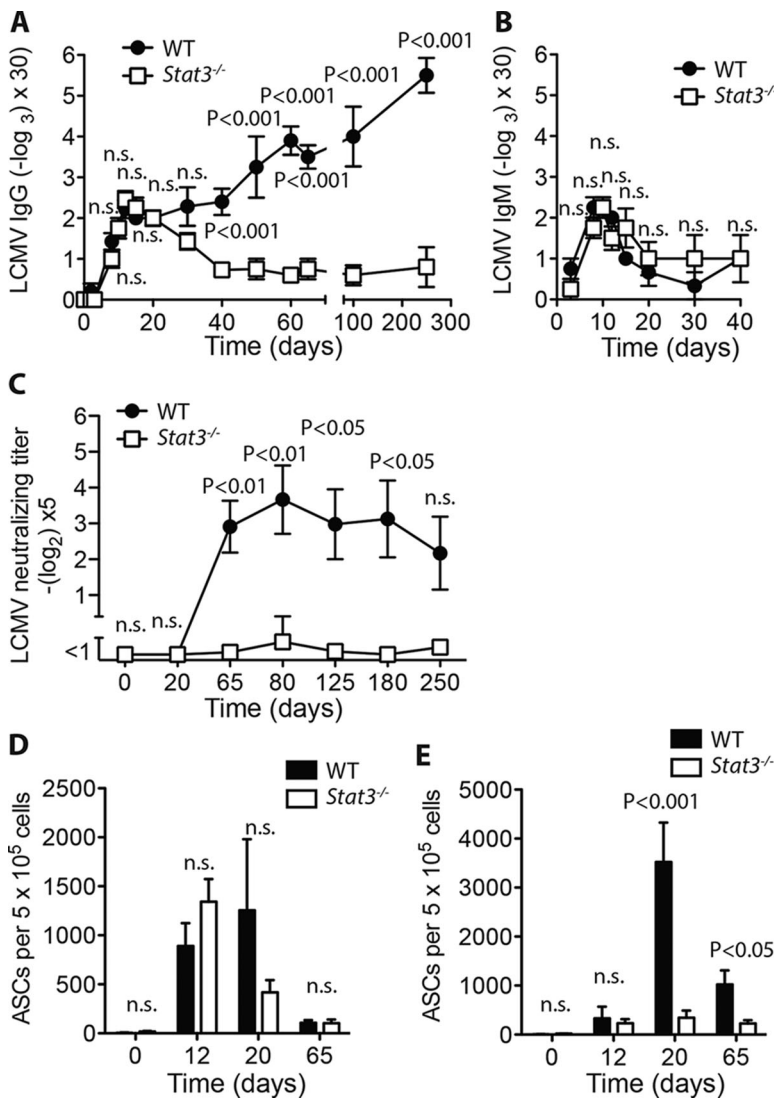 A
WT
Stat3-/-
LCMV IgG (-log 3) x 30
6
5
4
3
2
1
0
P<0.001
P<0.001
P<0.001
P<0.001
P<0.001
P<0.001
n.s.
n.s.
n.s.
n.s.
n.s.
n.s.
n.s.
0 20 40 60 100 200 300
Time (days)
B
WT
Stat3-/-
LCMV IgM (-log 3) x 30
6
5
4
3
2
1
0
n.s.
n.s.
n.s.
n.s.
n.s.
n.s.
n.s.
0 10 20 30 40
Time (days)
C
WT
Stat3-/-
LCMV neutralizing titer
-(log2) x5
6
5
4
3
2
1
<1
n.s.
n.s.
P<0.01
P<0.01
P<0.05
P<0.05
n.s.
0 20 65 80 125 180 250
Time (days)
D
WT
Stat3-/-
ASCs per 5 x 10^5 cells
2500
2000
1500
1000
500
0
n.s.
n.s.
n.s.
n.s.
0 12 20 65
Time (days)
E
WT
Stat3-/-
ASCs per 5 x 10^5 cells
5000
4000
3000
2000
1000
0
n.s.
n.s.
P<0.001
P<0.05
0 12 20 65
Time (days)